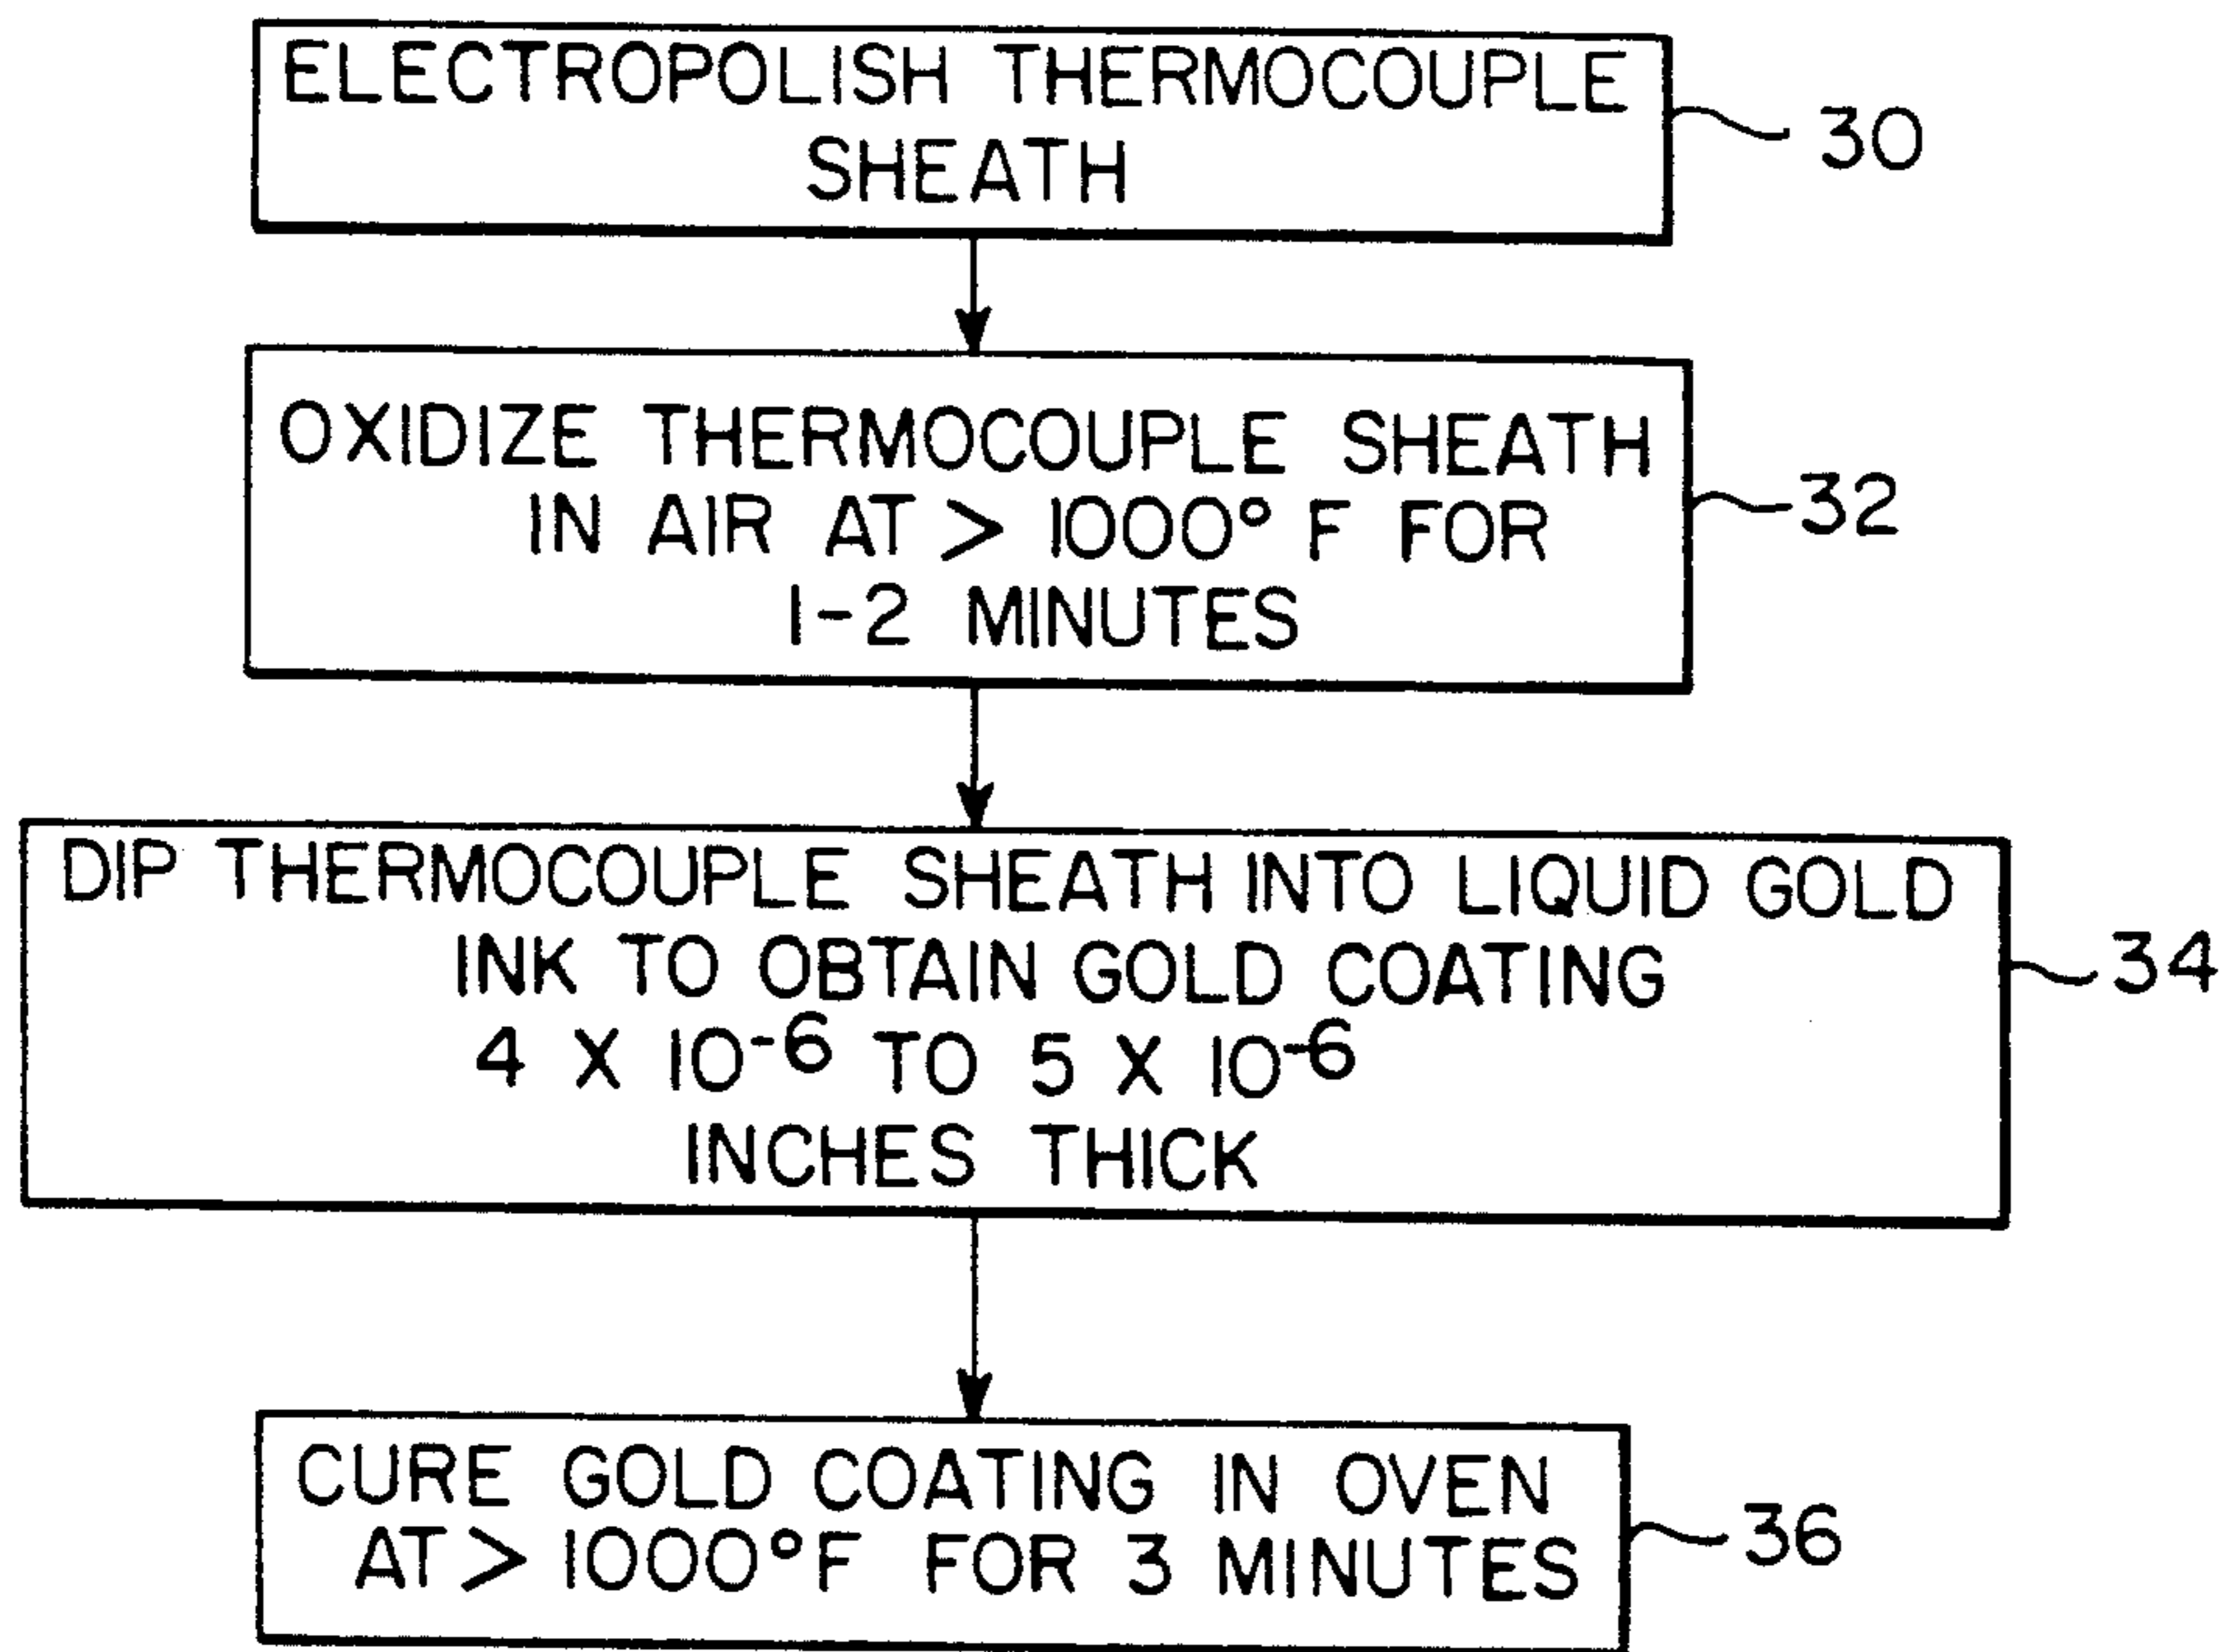 ELECTROPOLISH THERMOCOUPLE
SHEATH
30
OXIDIZE THERMOCOUPLE SHEATH
IN AIR AT > 1000° F FOR
1-2 MINUTES
32
DIP THERMOCOUPLE SHEATH INTO LIQUID GOLD
INK TO OBTAIN GOLD COATING
4 X 10⁻⁶ TO 5 X 10⁻⁶
INCHES THICK
34
CURE GOLD COATING IN OVEN
AT > 1000°F FOR 3 MINUTES
36